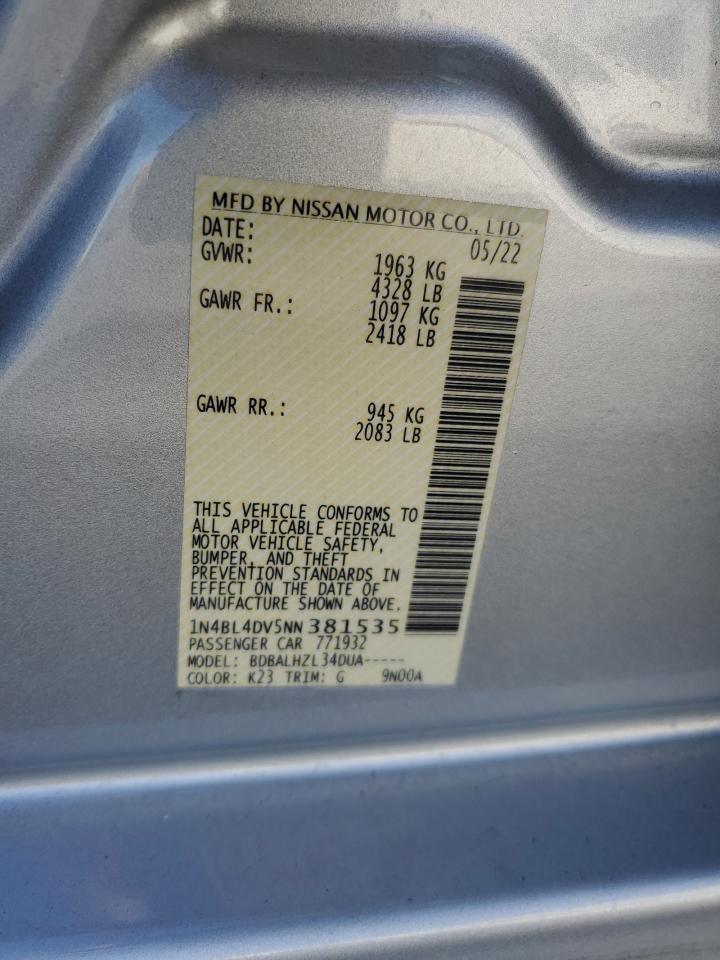 MFD BY NISSAN MOTOR CO., LTD.
DATE: 05/22
GVWR: 1963 KG
4328 LB
GAWR FR.: 1097 KG
2418 LB
GAWR RR.: 945 KG
2083 LB
THIS VEHICLE CONFORMS TO
ALL APPLICABLE FEDERAL
MOTOR VEHICLE SAFETY,
BUMPER, AND THEFT
PREVENTION STANDARDS IN
EFFECT ON THE DATE OF
MANUFACTURE SHOWN ABOVE.
1N4BL4DV5NN381535
PASSENGER CAR 771932
MODEL: BDBALHZL34DUA-----
COLOR: K23 TRIM: G 9N00A